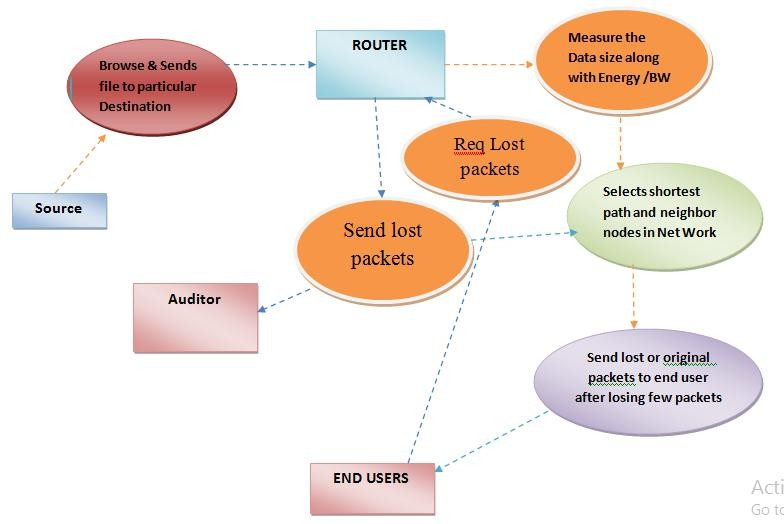 Browse & Sends
file to particular
Destination
ROUTER
Measure the
Data size along
with Energy /BW
Req Lost
packets
Source
Send lost
packets
Selects shortest
path and neighbor
nodes in Net Work
Auditor
Send lost or original
packets to end user
after losing few packets
END USERS
Acti
Go to